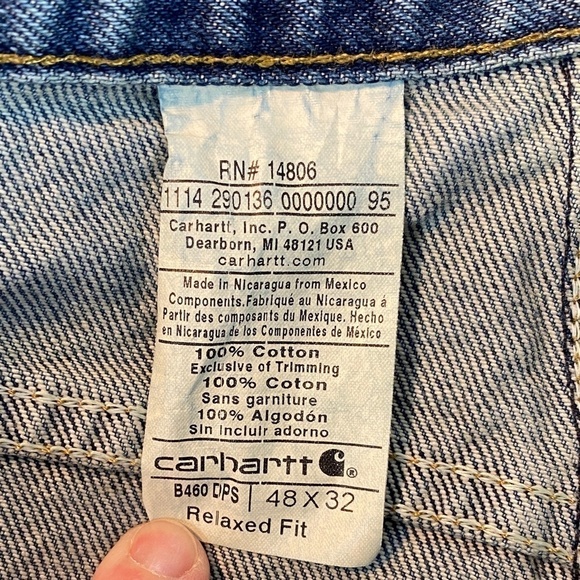 RN# 14806
1114 290136 0000000 95
Carhartt, Inc. P. O. Box 600
Dearborn, MI 48121 USA
carhartt.com
Made in Nicaragua from Mexico
Components.Fabriqué au Nicaragua á
Partir des composants du Mexique. Hecho
en Nicaragua de los Componentes de México
100% Cotton
Exclusive of Trimming
100% Coton
Sans garniture
100% Algodón
Sin Incluir adorno
carhartt ®
B460 D/PS 48 X 32
Relaxed Fit